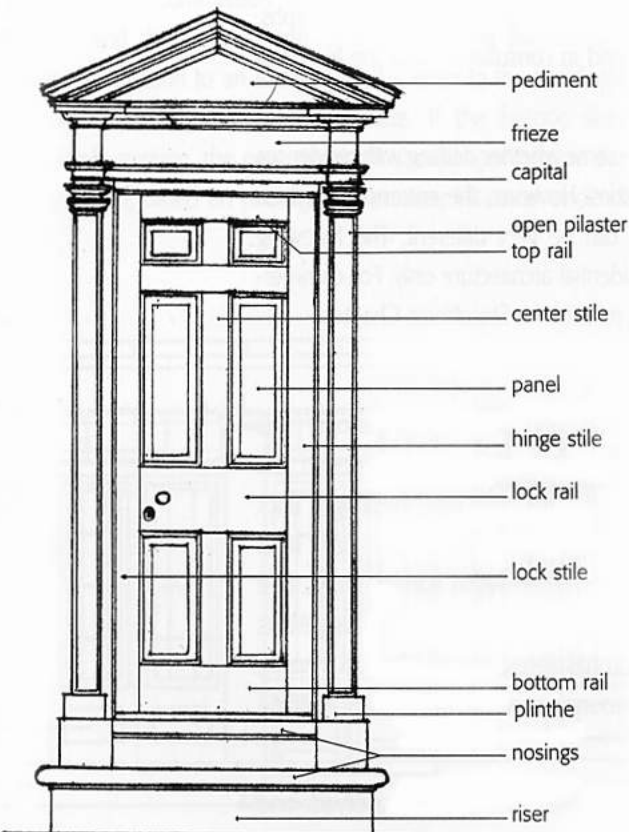 pediment
frieze
capital
open pilaster
top rail
center stile
panel
hinge stile
lock rail
lock stile
bottom rail
plinthe
nosings
riser